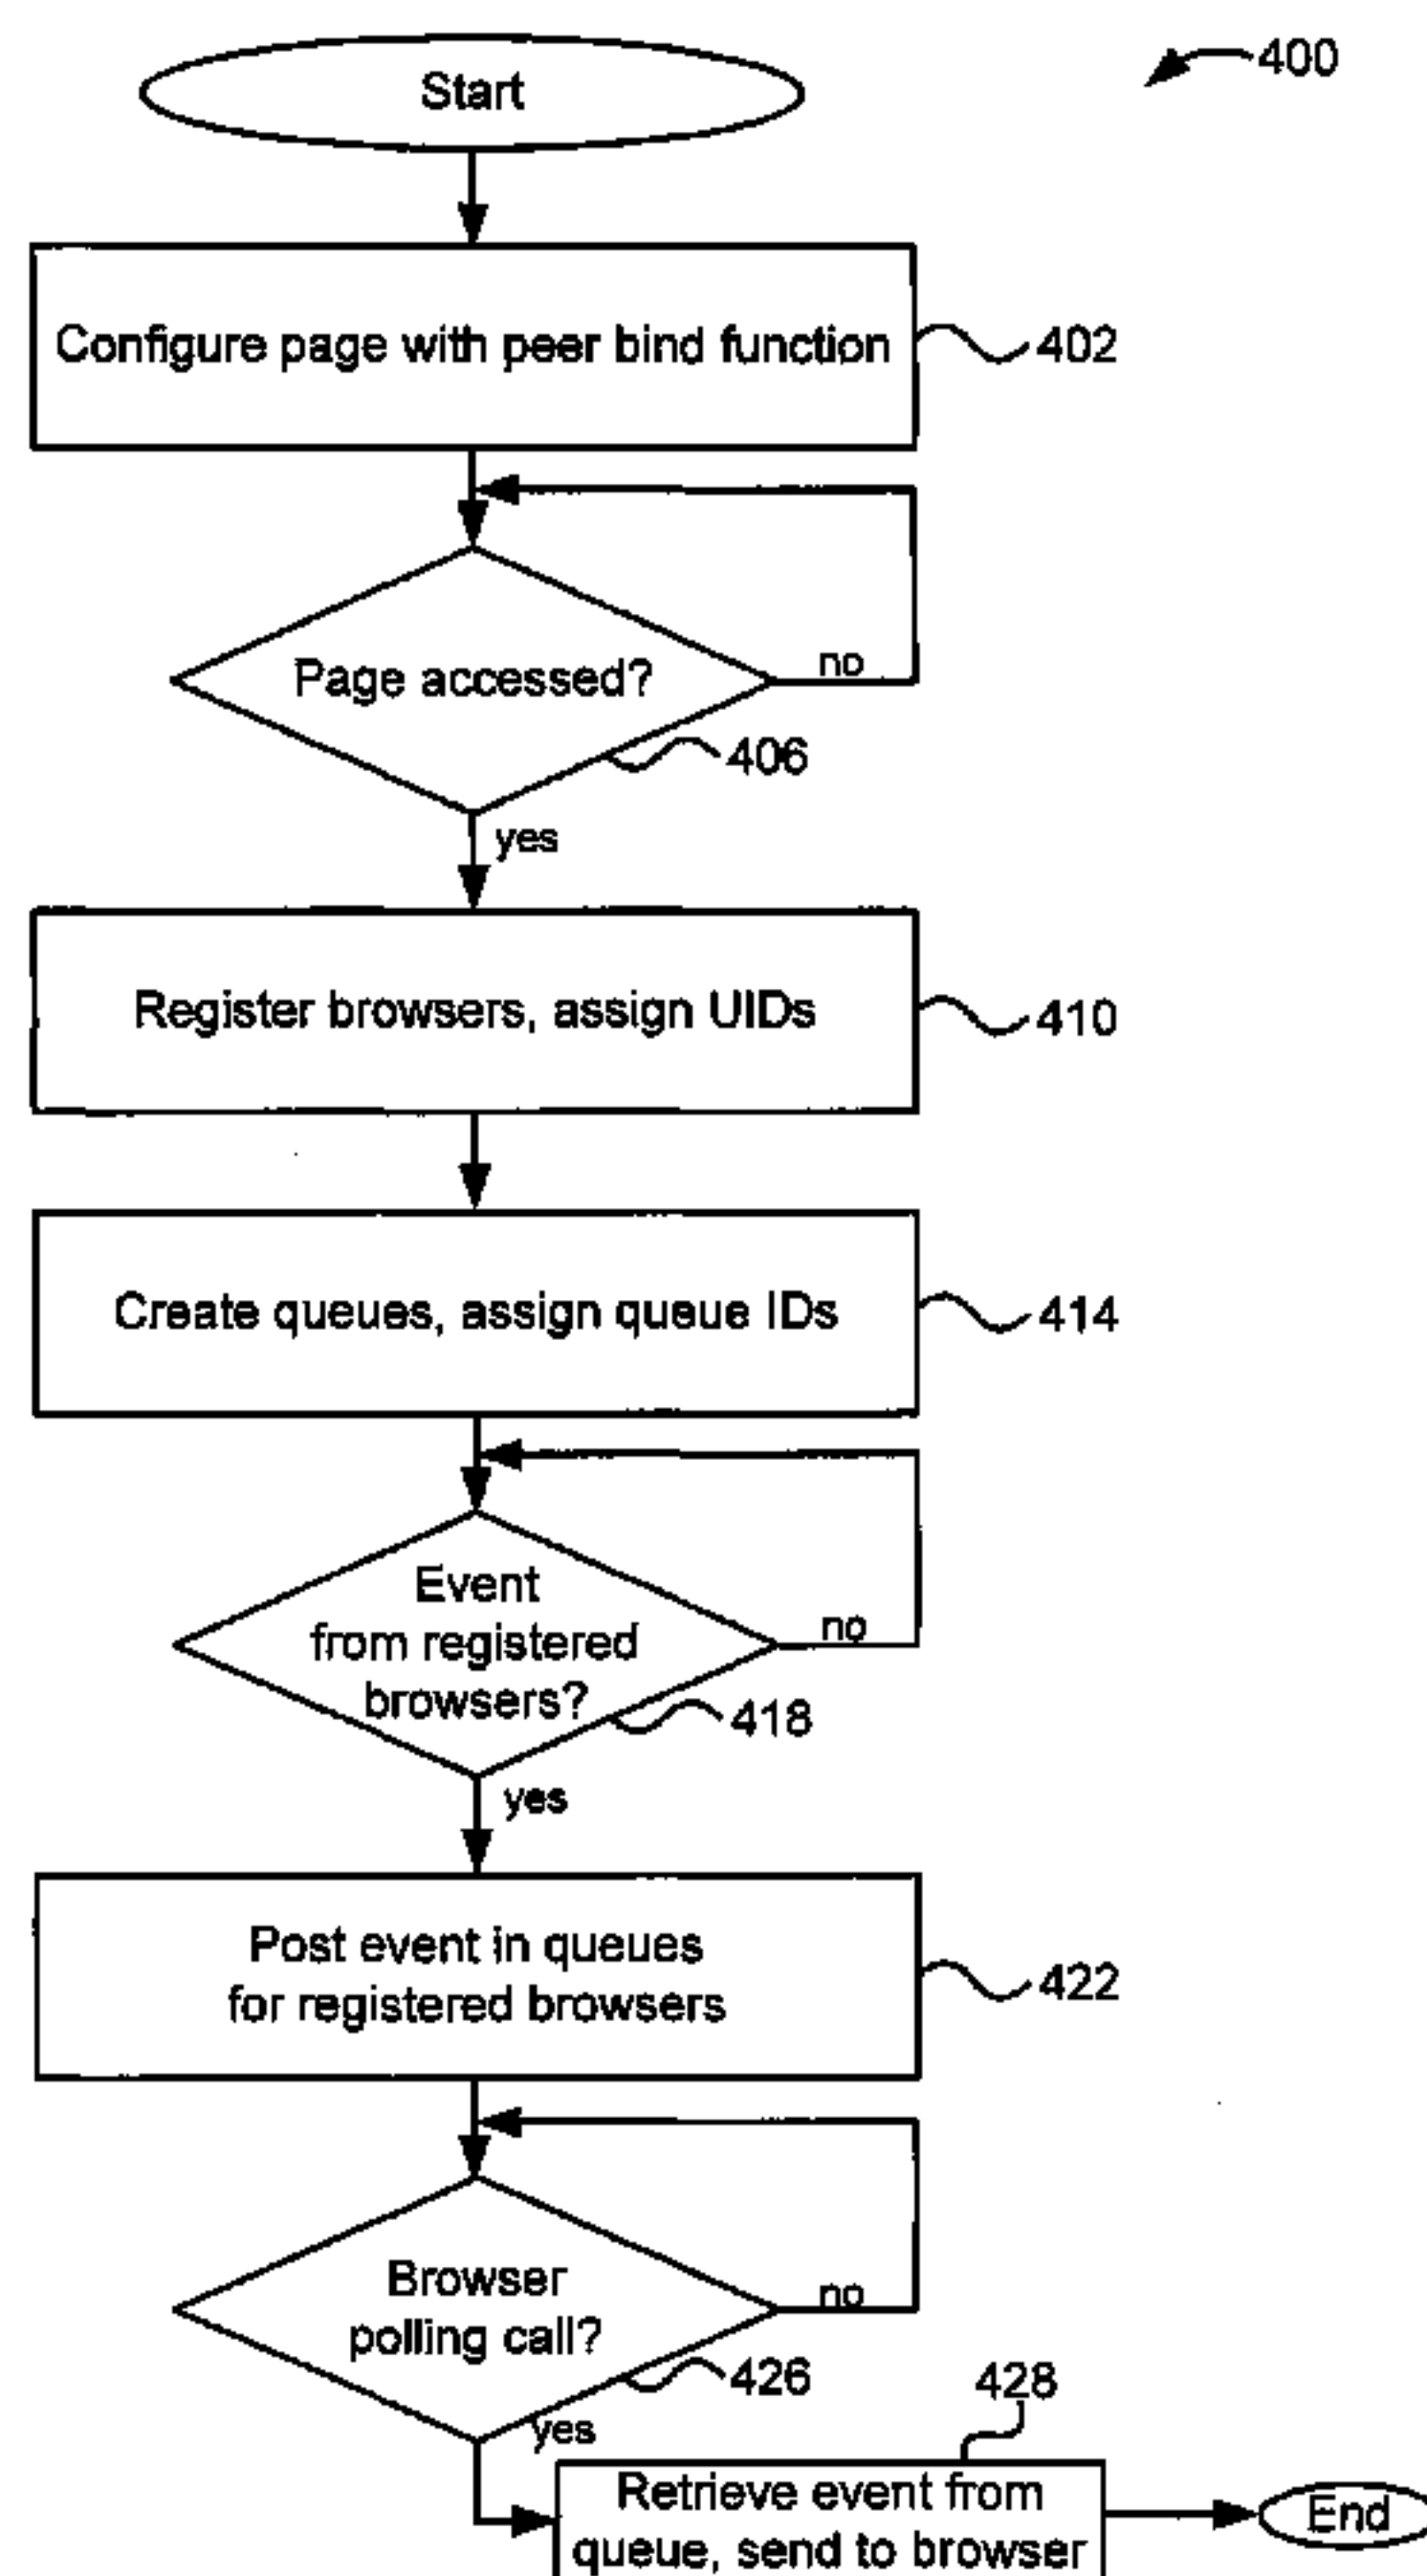 Start
400
Configure page with peer bind function
402
Page accessed?
no
406
yes
Register browsers, assign UIDs
410
Create queues, assign queue IDs
414
Event
from registered
browsers?
no
418
yes
Post event in queues
for registered browsers
422
Browser
polling call?
no
426
yes
428
Retrieve event from
queue, send to browser
End